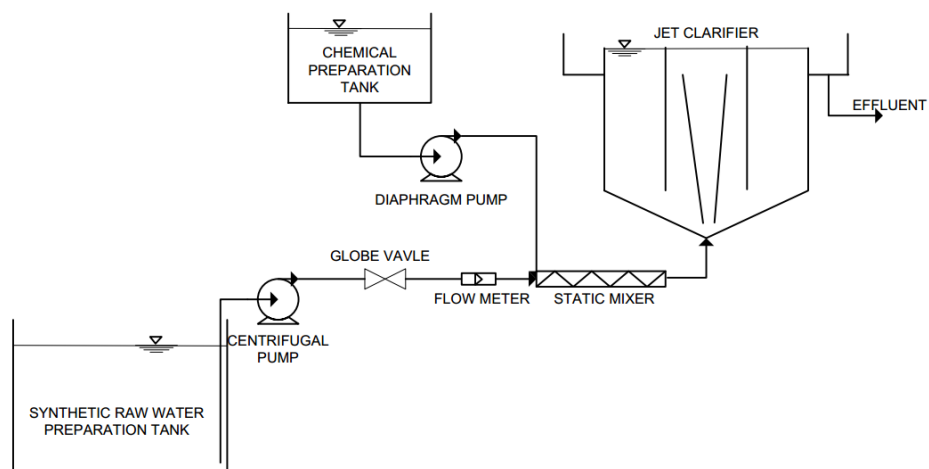 JET CLARIFIER
CHEMICAL
PREPARATION
TANK
EFFLUENT
DIAPHRAGM PUMP
GLOBE VAVLE
FLOW METER
STATIC MIXER
CENTRIFUGAL
PUMP
SYNTHETIC RAW WATER
PREPARATION TANK